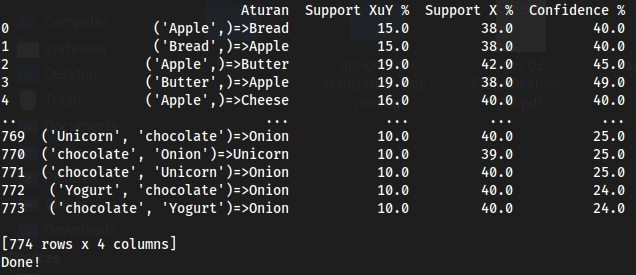 Aturan Support XuY % Support X % Confidence %
0 ('Apple',)=>Bread 15.0 38.0 40.0
1 ('Bread',)=>Apple 15.0 38.0 40.0
2 ('Apple',)=>Butter 19.0 42.0 45.0
3 ('Butter',)=>Apple 19.0 38.0 49.0
4 ('Apple',)=>Cheese 16.0 40.0 40.0
.. ... ... ... ...
769 ('Unicorn', 'chocolate')=>Onion 10.0 40.0 25.0
770 ('chocolate', 'Onion')=>Unicorn 10.0 39.0 25.0
771 ('chocolate', 'Unicorn')=>Onion 10.0 40.0 25.0
772 ('Yogurt', 'chocolate')=>Onion 10.0 40.0 24.0
773 ('chocolate', 'Yogurt')=>Onion 10.0 40.0 24.0
[774 rows x 4 columns]
Done!
Computer
syahrolus
Desktop
Trash
Downloads